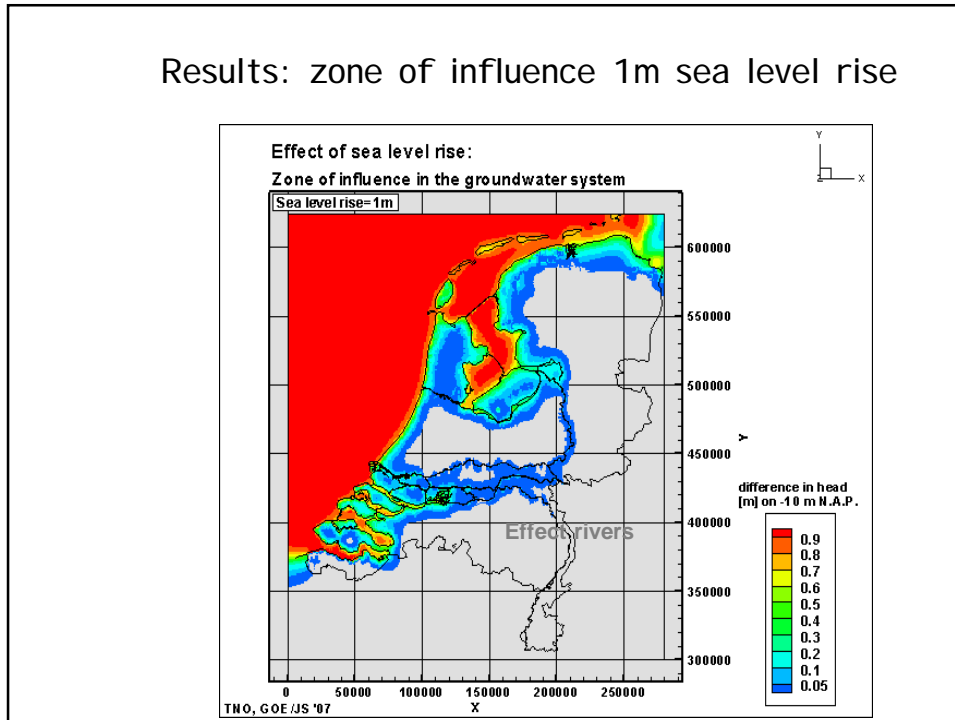 Results: zone of influence 1m sea level rise
Effect of sea level rise:
Zone of influence in the groundwater system
Sea level rise=1m
Y
X
Z
600000
550000
500000
450000
400000
350000
300000
Y
Effect rivers
difference in head
[m] on -10 m N.A.P.
0.9
0.8
0.7
0.6
0.5
0.4
0.3
0.2
0.1
0.05
0 50000 100000 150000 200000 250000
X
TNO, GOE /JS '07